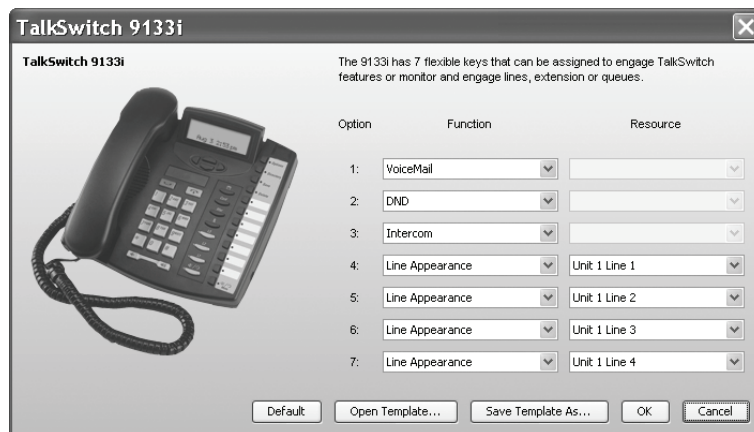 TalkSwitch 9133i
TalkSwitch 9133i
The 9133i has 7 flexible keys that can be assigned to engage TalkSwitch
features or monitor and engage lines, extension or queues.
Option Function Resource
1: VoiceMail
2: DND
3: Intercom
4: Line Appearance Unit 1 Line 1
5: Line Appearance Unit 1 Line 2
6: Line Appearance Unit 1 Line 3
7: Line Appearance Unit 1 Line 4
Default Open Template... Save Template As... OK Cancel